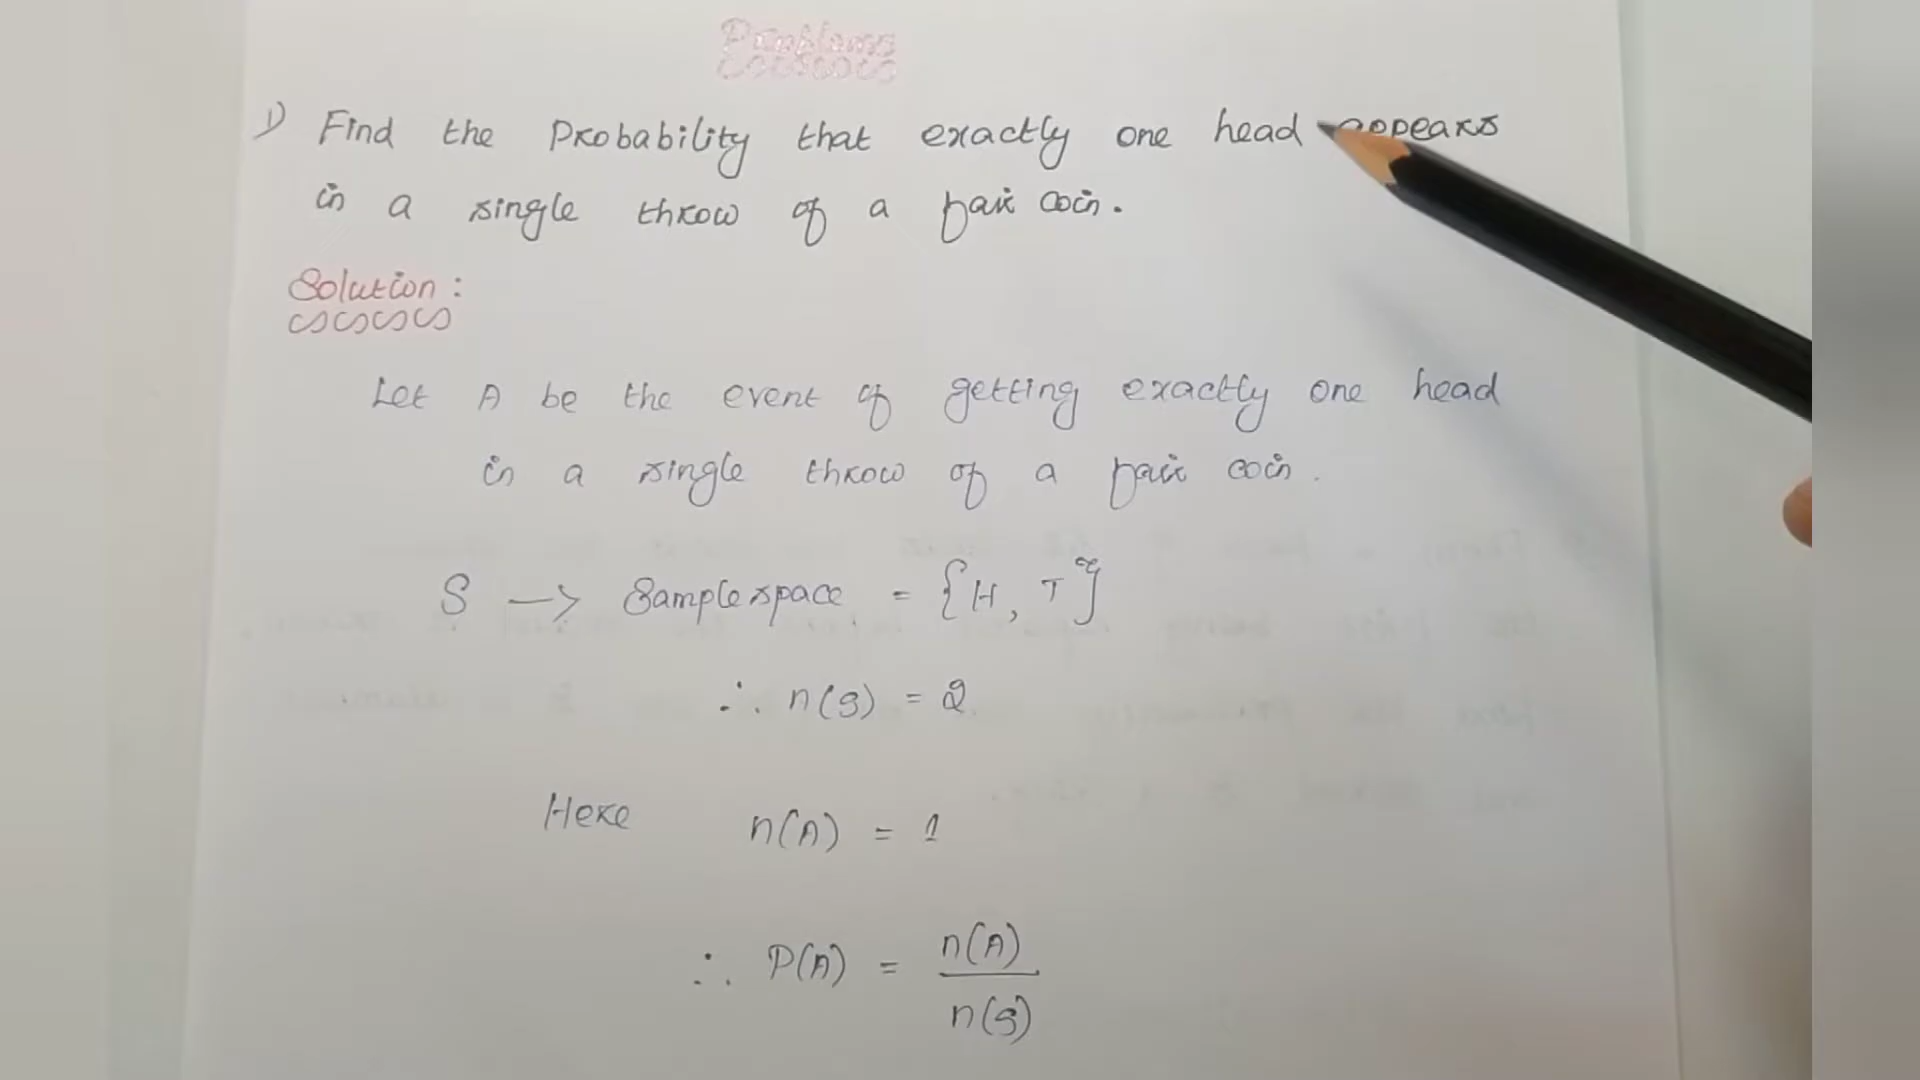 Problems
1) Find the Probability that exactly one head appears
in a single throw of a fair coin.
Solution :
Let A be the event of getting exactly one head
in a single throw of a fair coin.
S → Sample space = {H, T}
∴ n(S) = 2
Here n(A) = 1
∴ P(A) = n(A)
n(S)